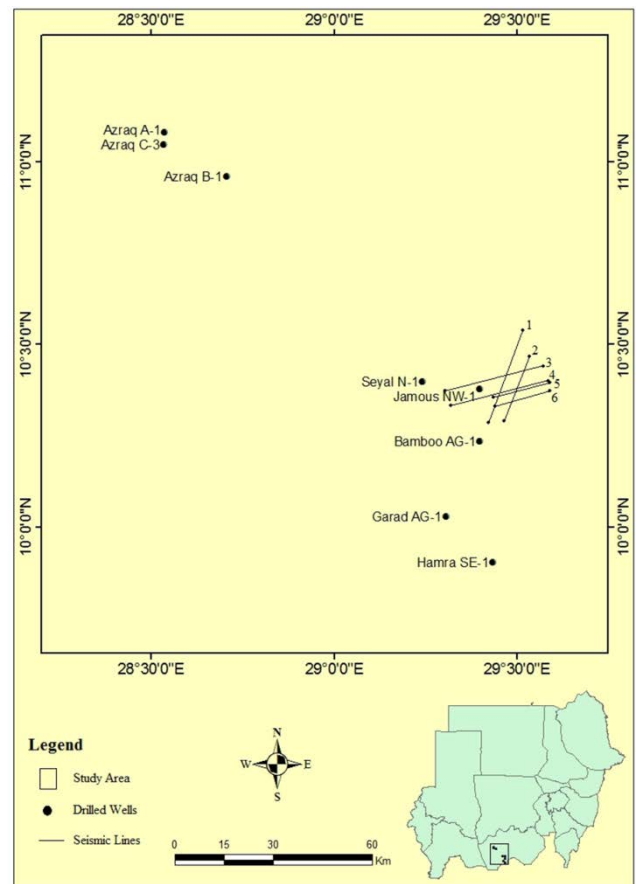 28°30'0"E 29°0'0"E 29°30'0"E
Azraq A-1
Azraq C-3
Azraq B-1
11°0'0"N 11°0'0"N
1
10°30'0"N 10°30'0"N
2
3
Seyal N-1
4
Jamous NW-1
5
6
Bamboo AG-1
Garad AG-1
10°0'0"N 10°0'0"N
Hamra SE-1
28°30'0"E 29°0'0"E 29°30'0"E
Legend
Study Area
Drilled Wells
Seismic Lines
N
W E
S
0 15 30 60
Km